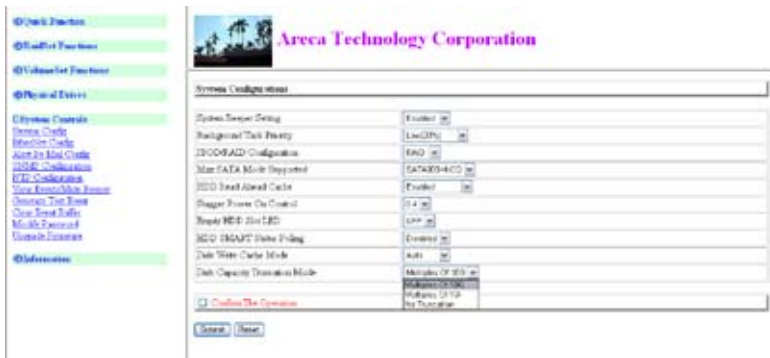 Quick Function
RaidSet Functions
VolumeSet Functions
Physical Drives
System Controls
System Config
EtherNet Config
Alert By Mail Config
SNMP Configuration
NTP Configuration
View Events/Mute Beeper
Generate Test Event
Clear Event Buffer
Modify Password
Upgrade Firmware
Information
Areca Technology Corporation
System Configurations
System Beeper Setting Enabled
Background Task Priority Low(20%)
JBOD/RAID Configuration RAID
Max SATA Mode Supported SATA300+NCQ
HDD Read Ahead Cache Enabled
Stagger Power On Control 0.4
Empty HDD Slot LED
HDD SMART Status Polling Disabled
Disk Write Cache Mode Auto
Disk Capacity Truncation Mode Multiples Of 10G
Multiples Of 10G
Multiples Of 1G
No Truncation
Confirm The Operation
Submit Reset